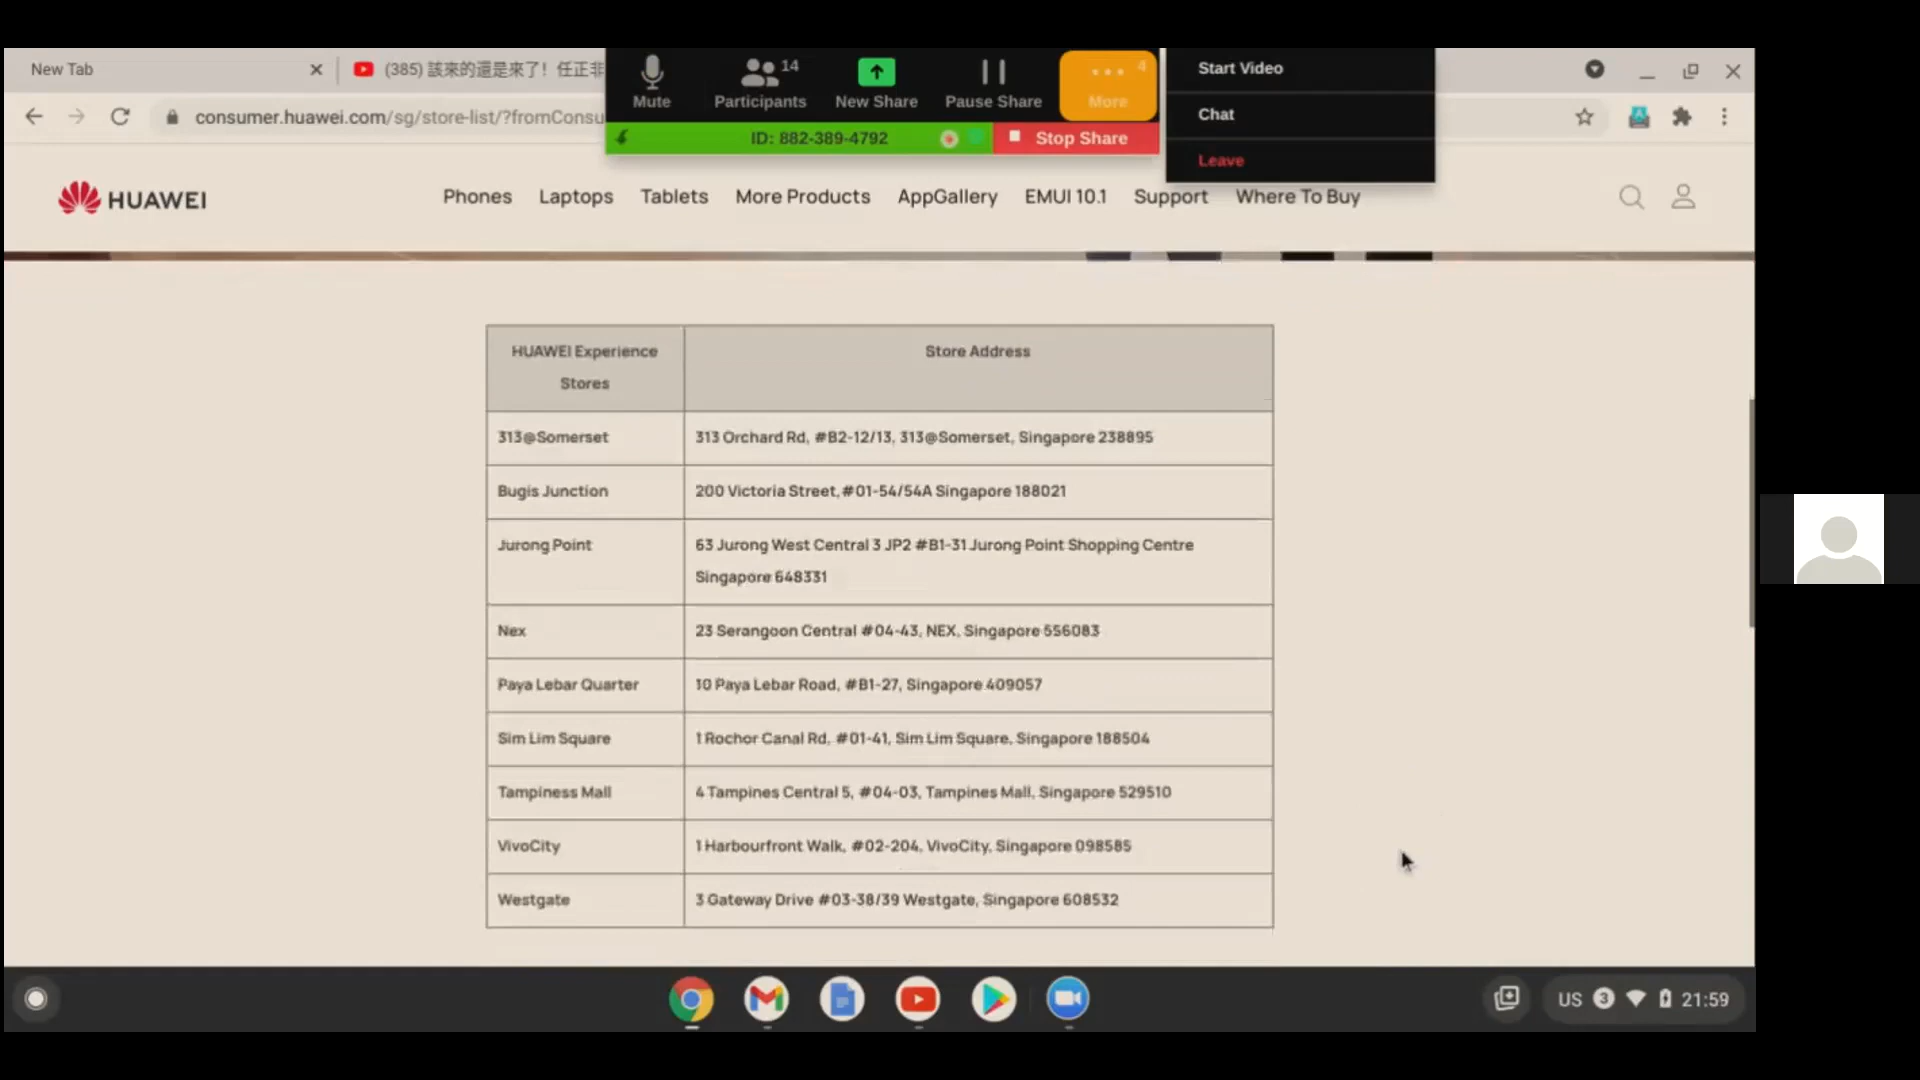 New Tab
(385) 該來的還是來了！任正非
Mute
Participants
14
New Share
Pause Share
More
4
Start Video
Chat
Leave
ID: 882-389-4792
Stop Share
consumer.huawei.com/sg/store-list/?fromConsu
HUAWEI
Phones
Laptops
Tablets
More Products
AppGallery
EMUI 10.1
Support
Where To Buy
HUAWEI Experience
Stores
Store Address
313@Somerset
313 Orchard Rd, #B2-12/13, 313@Somerset, Singapore 238895
Bugis Junction
200 Victoria Street,#01-54/54A Singapore 188021
Jurong Point
63 Jurong West Central 3 JP2 #B1-31 Jurong Point Shopping Centre
Singapore 648331
Nex
23 Serangoon Central #04-43, NEX, Singapore 556083
Paya Lebar Quarter
10 Paya Lebar Road, #B1-27, Singapore 409057
Sim Lim Square
1 Rochor Canal Rd, #01-41, Sim Lim Square, Singapore 188504
Tampiness Mall
4 Tampines Central 5, #04-03, Tampines Mall, Singapore 529510
VivoCity
1 Harbourfront Walk, #02-204, VivoCity, Singapore 098585
Westgate
3 Gateway Drive #03-38/39 Westgate, Singapore 608532
US
3
21:59